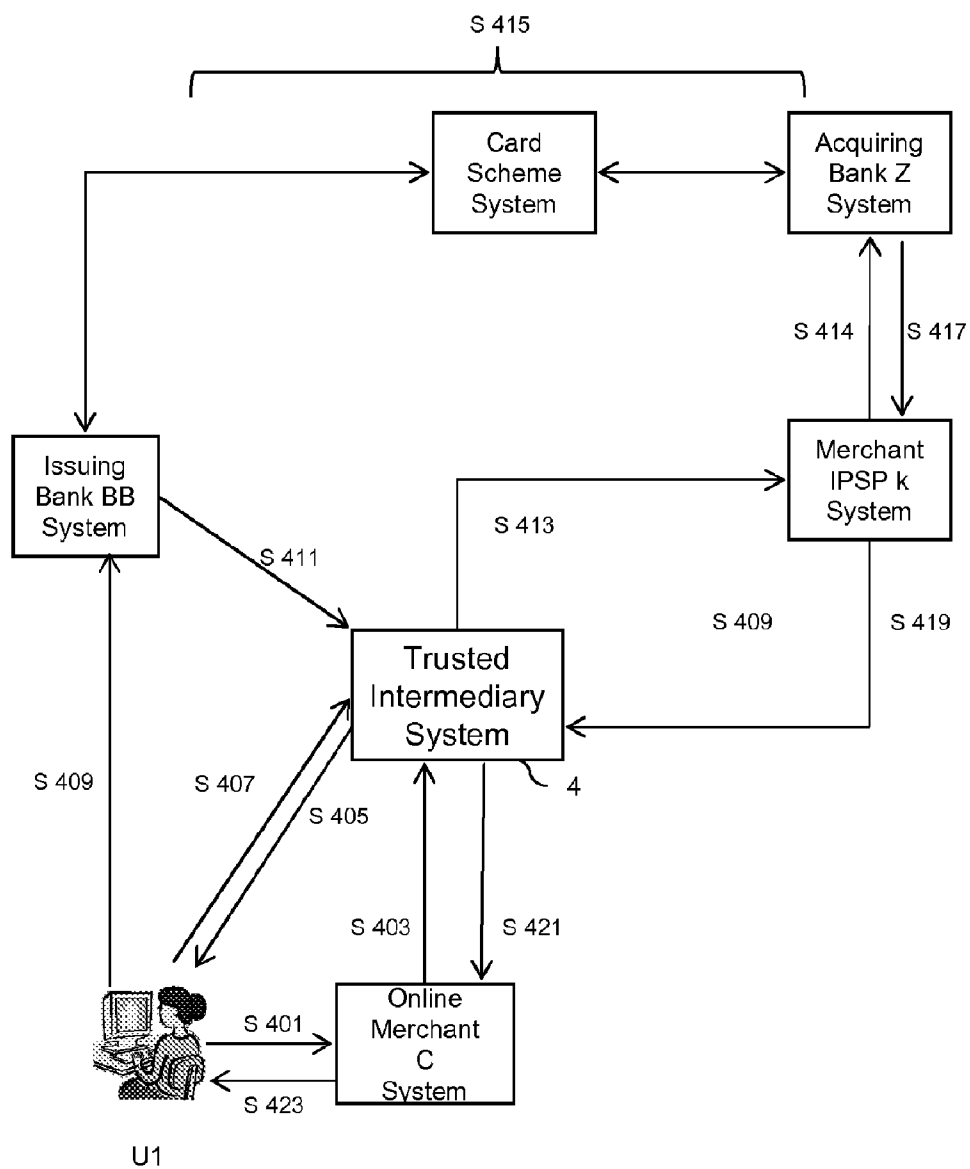 S 415
Card
Scheme
System
Acquiring
Bank Z
System
S 414
S 417
Issuing
Bank BB
System
Merchant
IPSP k
System
S 413
S 411
S 409
S 419
Trusted
Intermediary
System
4
S 409
S 407
S 405
S 403
S 421
Online
Merchant
C
System
S 401
S 423
U1